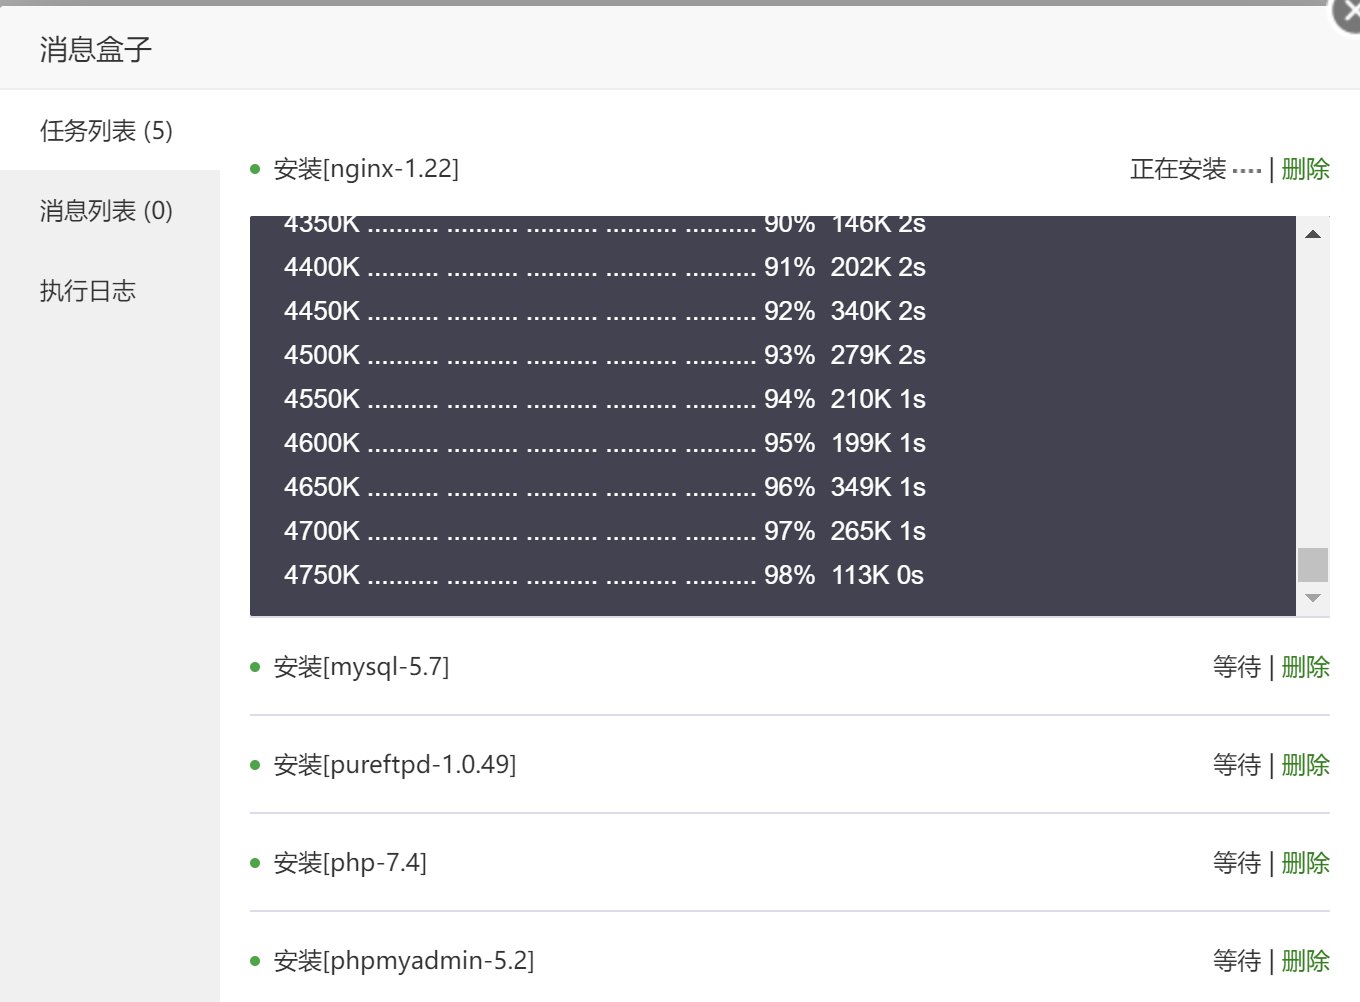 消息盒子
任务列表 (5)
消息列表 (0)
执行日志
安装[nginx-1.22] 正在安装 ···· | 删除
4350K .......... .......... .......... .......... .......... 90% 146K 2s
4400K .......... .......... .......... .......... .......... 91% 202K 2s
4450K .......... .......... .......... .......... .......... 92% 340K 2s
4500K .......... .......... .......... .......... .......... 93% 279K 2s
4550K .......... .......... .......... .......... .......... 94% 210K 1s
4600K .......... .......... .......... .......... .......... 95% 199K 1s
4650K .......... .......... .......... .......... .......... 96% 349K 1s
4700K .......... .......... .......... .......... .......... 97% 265K 1s
4750K .......... .......... .......... .......... .......... 98% 113K 0s
安装[mysql-5.7] 等待 | 删除
安装[pureftpd-1.0.49] 等待 | 删除
安装[php-7.4] 等待 | 删除
安装[phpmyadmin-5.2] 等待 | 删除